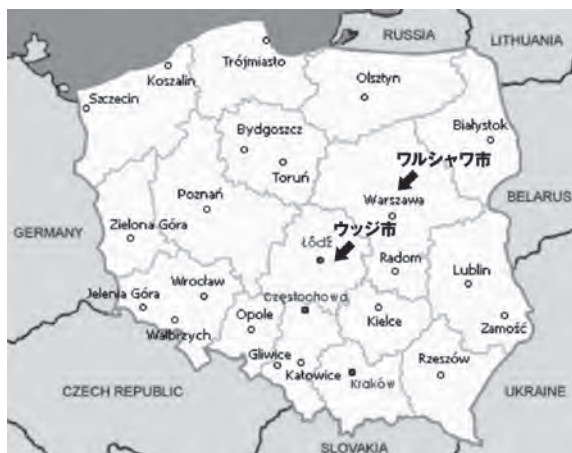 RUSSIA
LITHUANIA
Trójmiasto
Koszalin
Olsztyn
Szczecin
Białystok
Bydgoszcz
Toruń
ワルシャワ市
Poznań
Warszawa
BELARUS
GERMANY
Zielona Góra
ウッジ市
Łódź
Radom
Lublin
Wrocław
Jelenia Góra
Częstochowa
Opole
Kielce
Zamość
Wałbrzych
Gliwice
Katowice
Kraków
Rzeszów
CZECH REPUBLIC
UKRAINE
SLOVAKIA